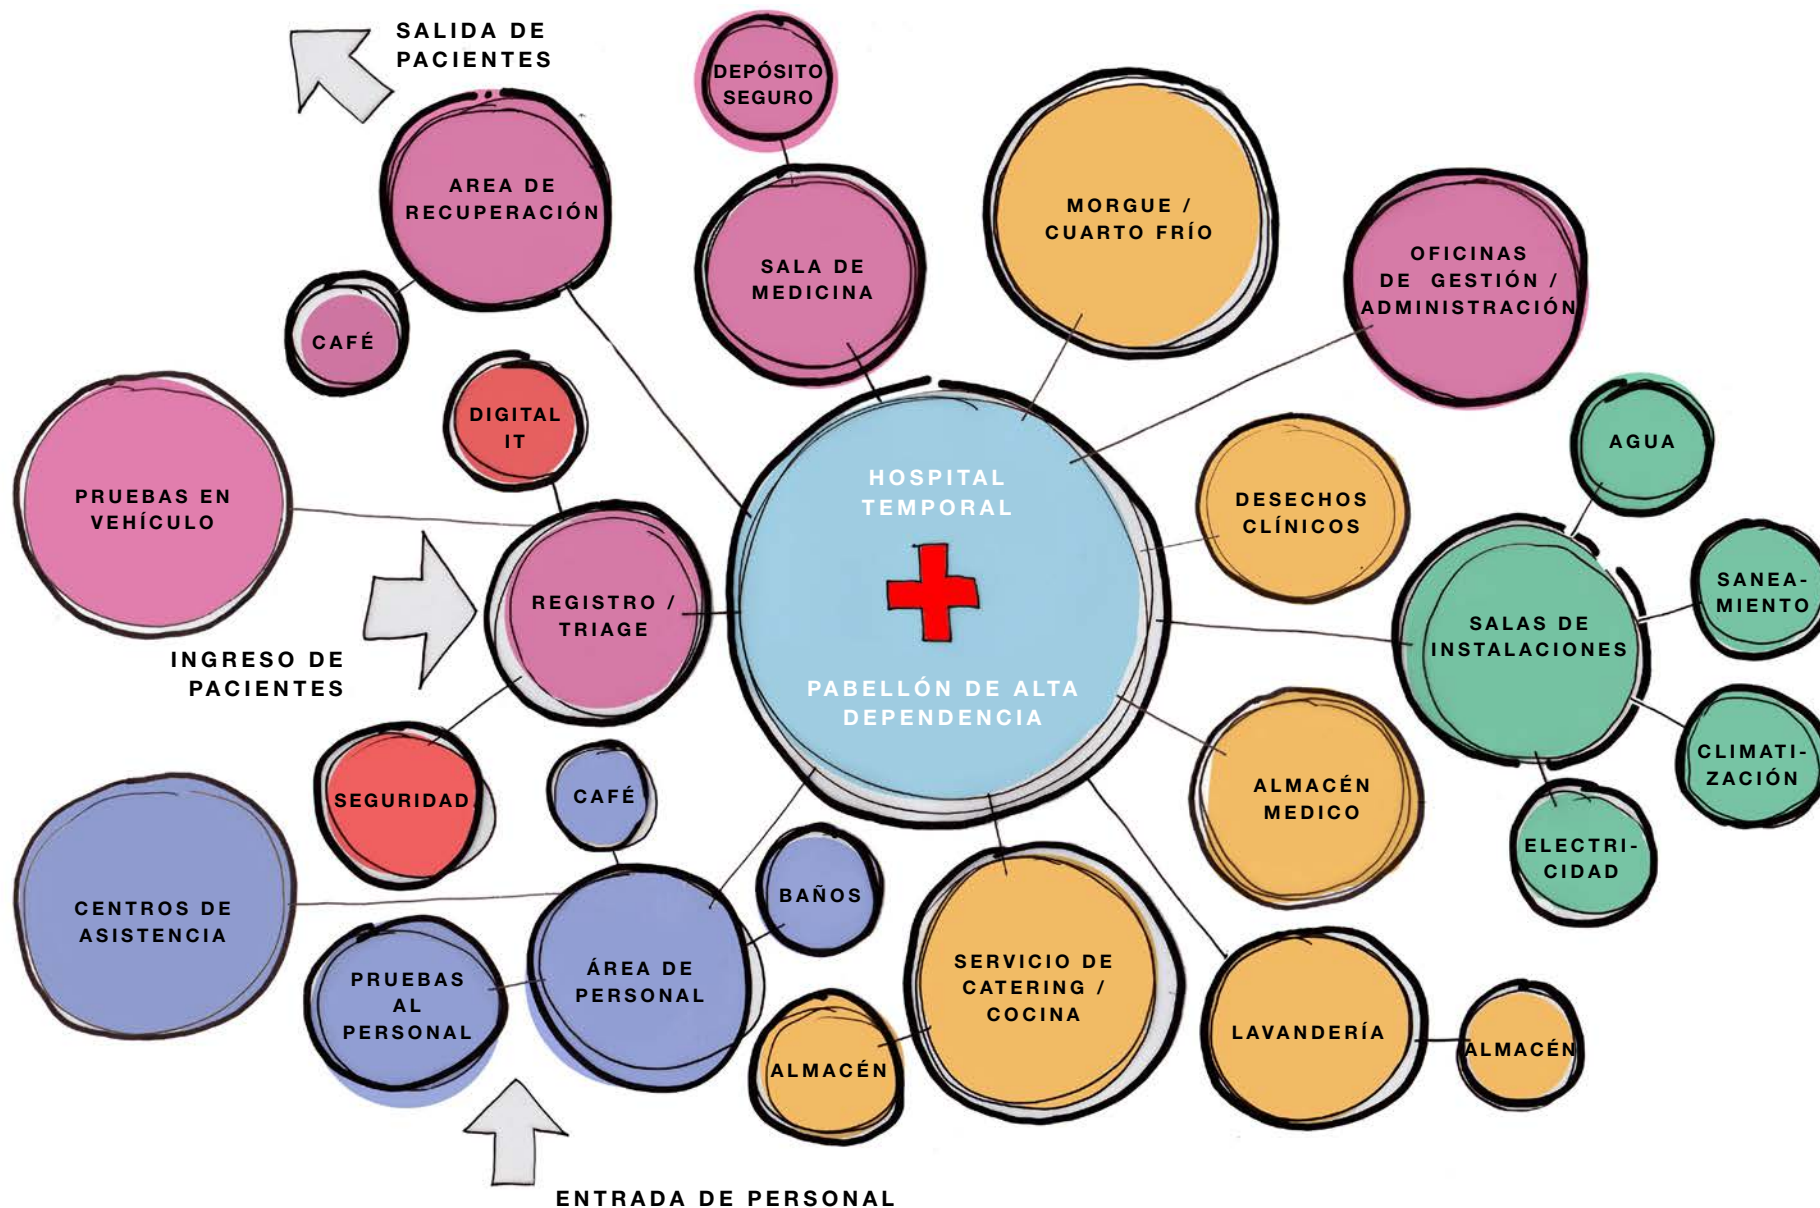 SALIDA DE
PACIENTES
DEPÓSITO
SEGURO
AREA DE
RECUPERACIÓN
MORGUE /
CUARTO FRÍO
SALA DE
MEDICINA
OFICINAS
DE GESTIÓN /
ADMINISTRACIÓN
CAFÉ
DIGITAL
IT
AGUA
HOSPITAL
TEMPORAL
PRUEBAS EN
VEHÍCULO
DESECHOS
CLÍNICOS
SANEA-
MIENTO
REGISTRO /
TRIAGE
SALAS DE
INSTALACIONES
INGRESO DE
PACIENTES
PABELLÓN DE ALTA
DEPENDENCIA
CLIMATI-
ZACIÓN
SEGURIDAD
CAFÉ
ALMACÉN
MEDICO
ELECTRI-
CIDAD
CENTROS DE
ASISTENCIA
BAÑOS
PRUEBAS
AL
PERSONAL
ÁREA DE
PERSONAL
SERVICIO DE
CATERING /
COCINA
LAVANDERÍA
ALMACÉN
ALMACÉN
ENTRADA DE PERSONAL